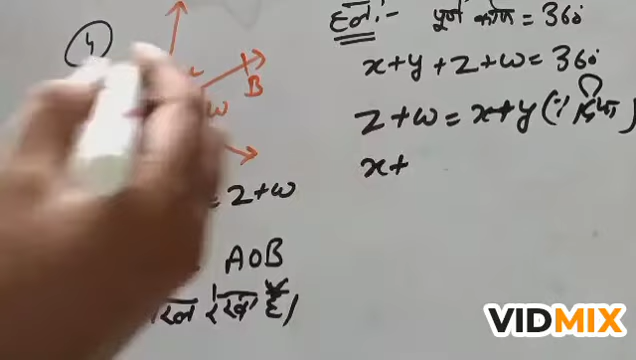 4
B
w
= z+w
AOB
रेखा है।
हल:- पूर्ण कोण = 360°
x+y+z+w = 360°
z+w = x+y (∵
x+
VIDMIX